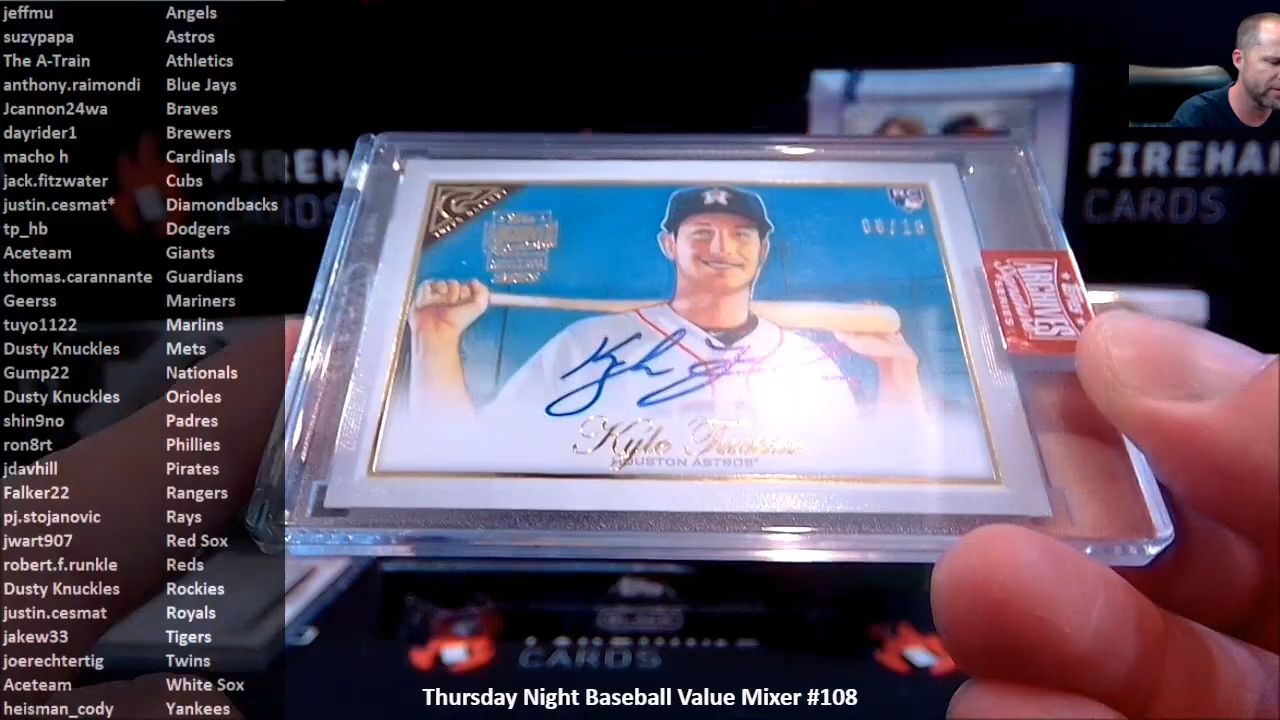 jeffmu Angels
suzypapa Astros
The A-Train Athletics
anthony.raimondi Blue Jays
Jcannon24wa Braves
dayrider1 Brewers
macho h Cardinals
jack.fitzwater Cubs
justin.cesmat* Diamondbacks
tp_hb Dodgers
Aceteam Giants
thomas.carannante Guardians
Geerss Mariners
tuyo1122 Marlins
Dusty Knuckles Mets
Gump22 Nationals
Dusty Knuckles Orioles
shin9no Padres
ron8rt Phillies
jdavhill Pirates
Falker22 Rangers
pj.stojanovic Rays
jwart907 Red Sox
robert.f.runkle Reds
Dusty Knuckles Rockies
justin.cesmat Royals
jakew33 Tigers
joerechtertig Twins
Aceteam White Sox
heisman_cody Yankees
FIREHA
CARDS
RC
ARCHIVES
SERIES
Kyle
HOUSTON ASTROS
CARDS
Thursday Night Baseball Value Mixer #108